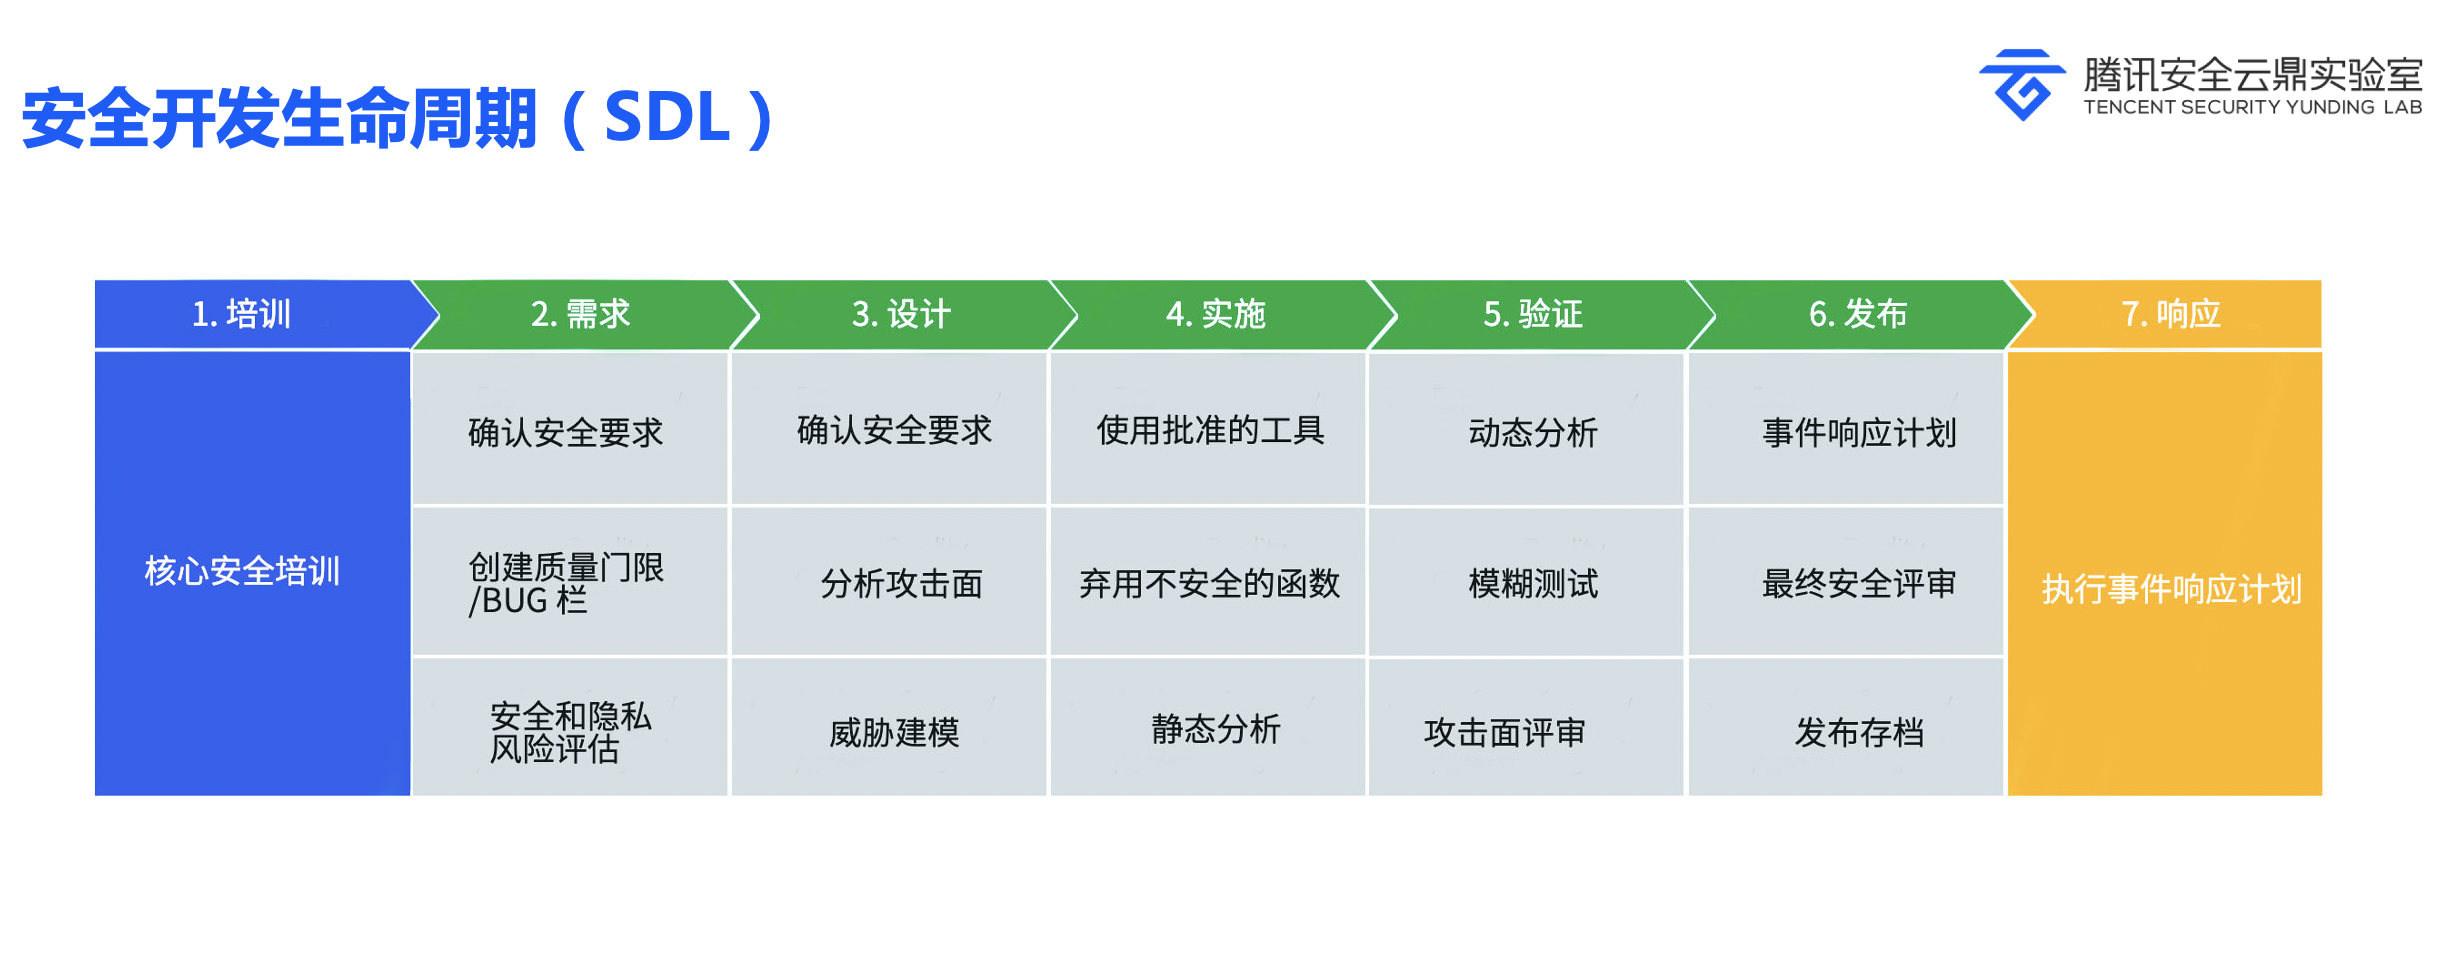 安全开发生命周期（SDL）
腾讯安全云鼎实验室
TENCENT SECURITY YUNDING LAB
1. 培训
2. 需求
3. 设计
4. 实施
5. 验证
6. 发布
7. 响应
核心安全培训
确认安全要求
确认安全要求
使用批准的工具
动态分析
事件响应计划
创建质量门限
/BUG 栏
分析攻击面
弃用不安全的函数
模糊测试
最终安全评审
执行事件响应计划
安全和隐私
风险评估
威胁建模
静态分析
攻击面评审
发布存档